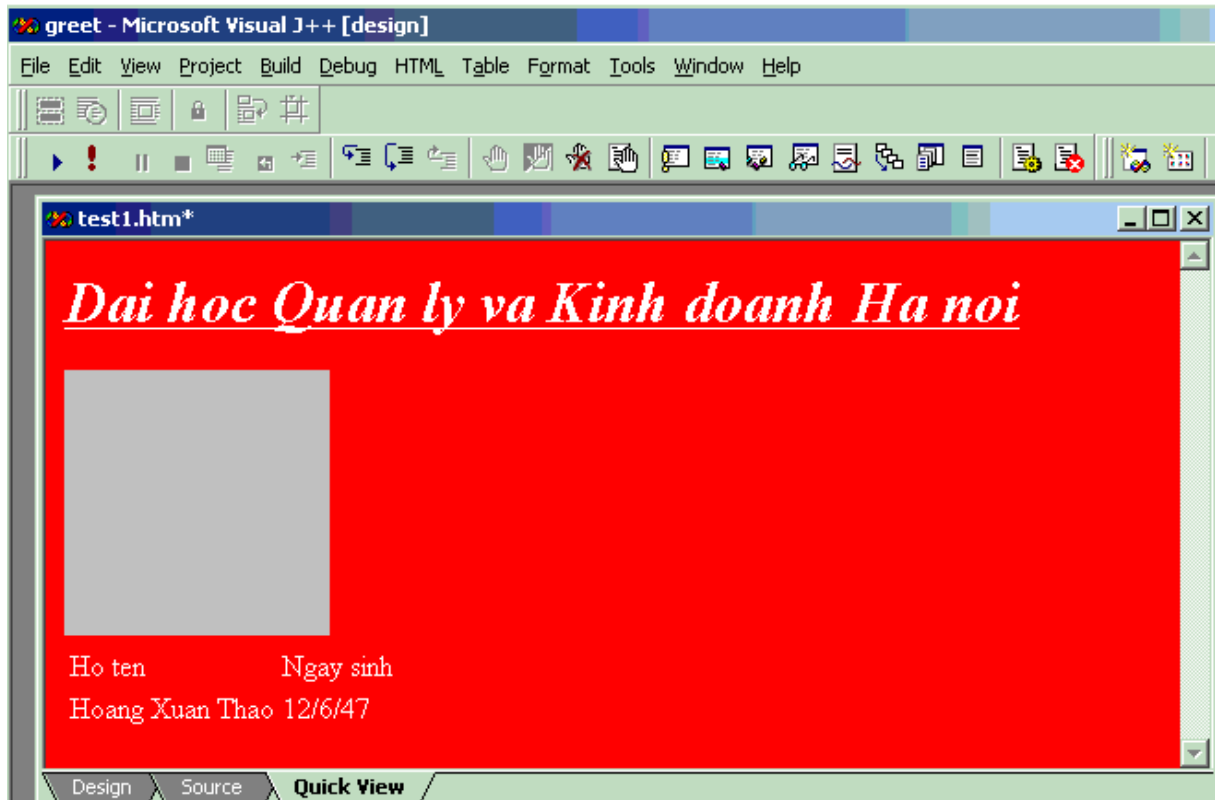 greet - Microsoft Visual J++ [design]
File Edit View Project Build Debug HTML Table Format Tools Window Help
test1.htm*
Dai hoc Quan ly va Kinh doanh Ha noi
Ho ten Ngay sinh
Hoang Xuan Thao 12/6/47
Design Source Quick View